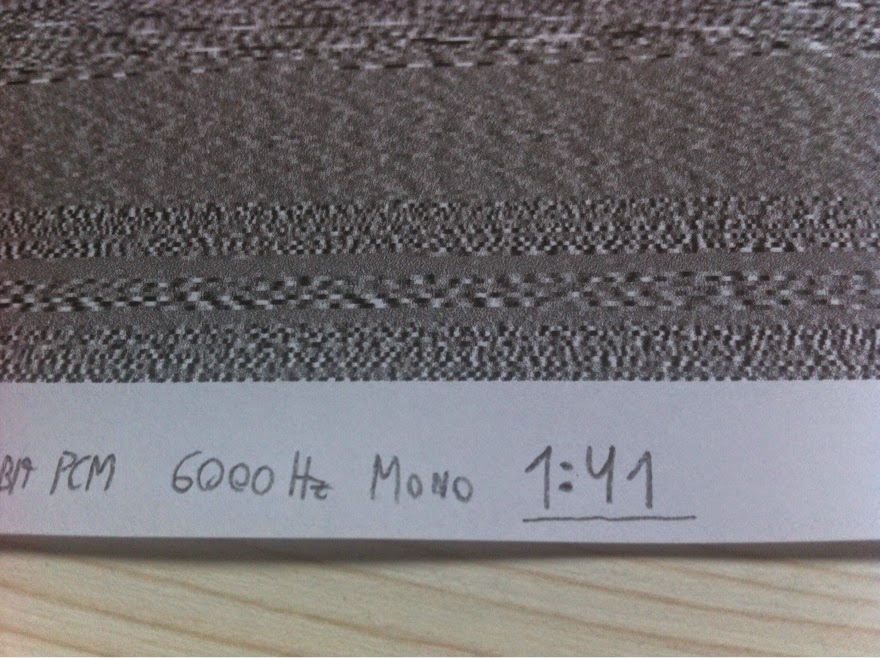 BIT PCM 6000 Hz MONO 1:41